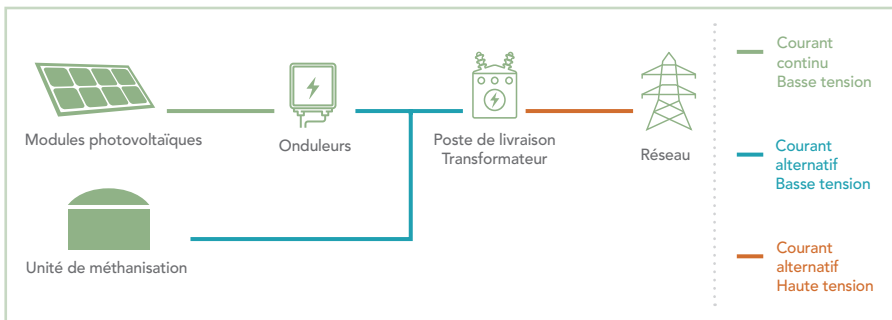 Modules photovoltaïques
Onduleurs
Poste de livraison
Transformateur
Réseau
Unité de méthanisation
Courant
continu
Basse tension
Courant
alternatif
Basse tension
Courant
alternatif
Haute tension